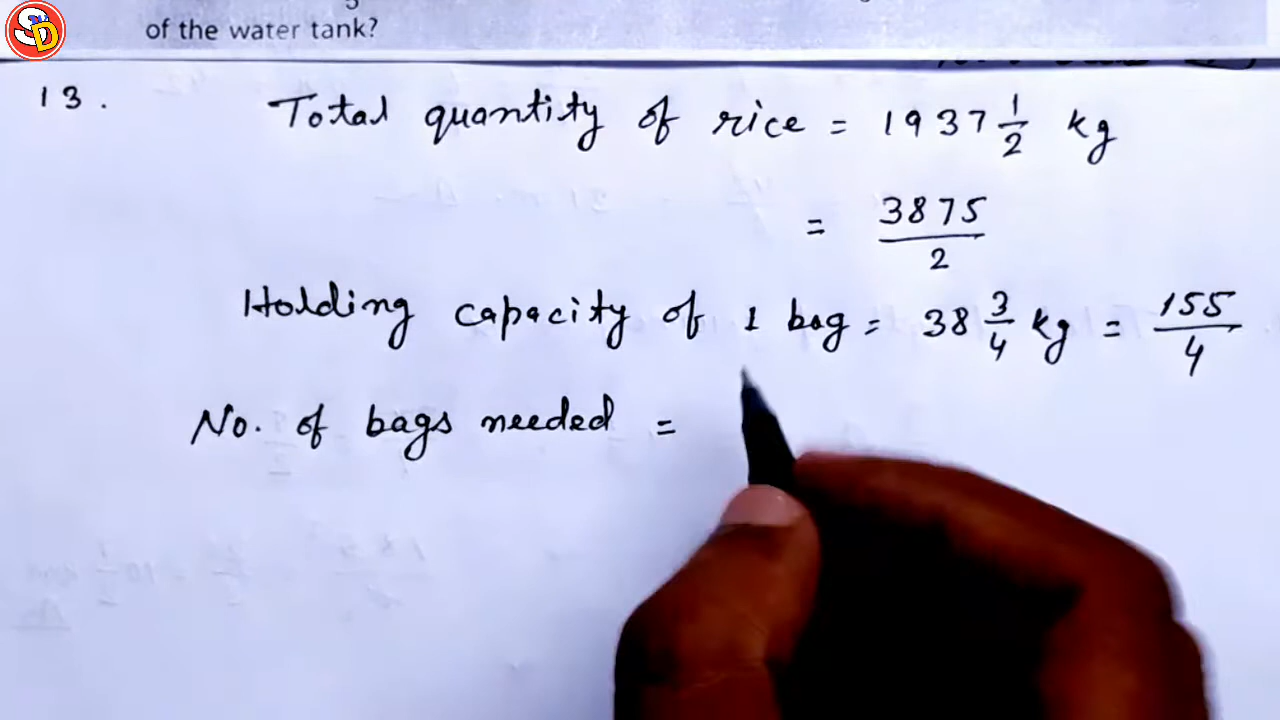 SD
of the water tank?
13. Total quantity of rice = 1937 1/2 kg
= 3875/2
Holding capacity of 1 bag = 38 3/4 kg = 155/4
No. of bags needed =